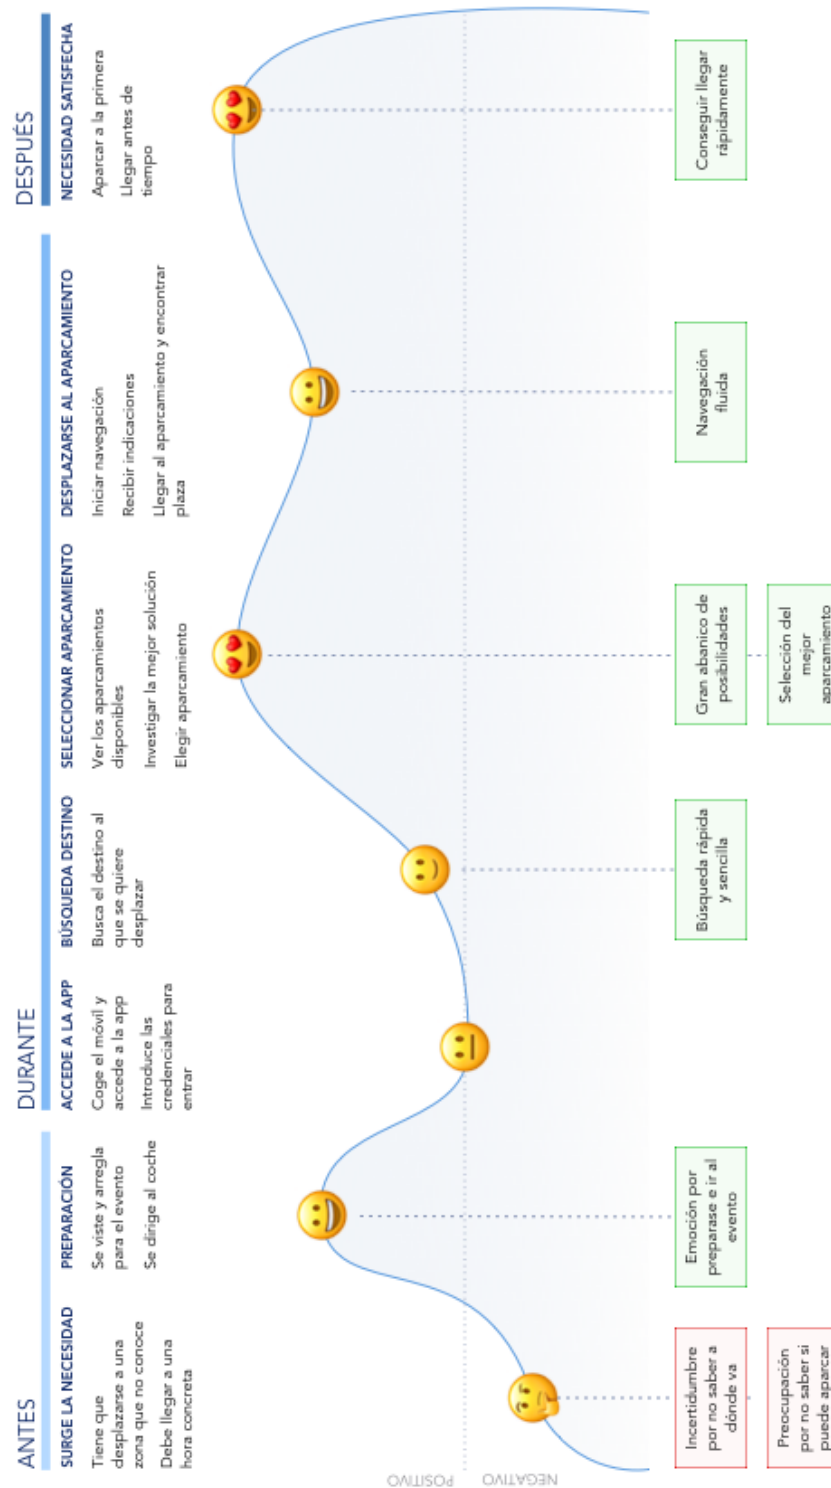 ANTES
SURGE LA NECESIDAD
Tiene que
desplazarse a una
zona que no conoce
Debe llegar a una
hora concreta
PREPARACIÓN
Se viste y arregla
para el evento
Se dirige al coche
DURANTE
ACCEDE A LA APP
Coge el móvil y
accede a la app
Introduce las
credenciales para
entrar
BÚSQUEDA DESTINO
Busca el destino al
que se quiere
desplazar
SELECCIONAR APARCAMIENTO
Ver los aparcamientos
disponibles
Investigar la mejor solución
Elegir aparcamiento
DESPLAZARSE AL APARCAMIENTO
Iniciar navegación
Recibir indicaciones
Llegar al aparcamiento y encontrar
plaza
DESPUÉS
NECESIDAD SATISFECHA
Aparcar a la primera
Llegar antes de
tiempo
POSITIVO
NEGATIVO
Incertidumbre
por no saber a
dónde va
Preocupación
por no saber si
puede aparcar
Emoción por
preparase e ir al
evento
Búsqueda rápida
y sencilla
Gran abanico de
posibilidades
Selección del
mejor
aparcamiento
Navegación
fluida
Conseguir llegar
rápidamente